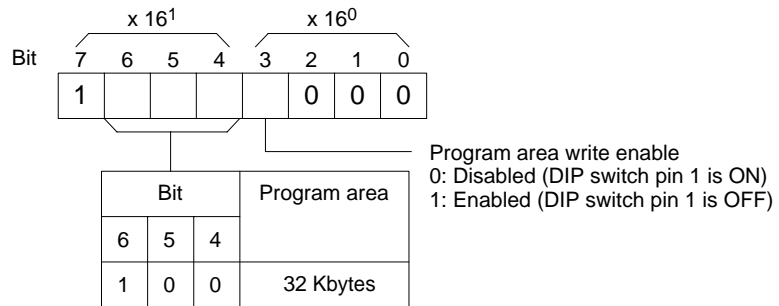 x 16¹ x 16⁰
Bit 7 6 5 4 3 2 1 0
1 0 0 0
Program area write enable
0: Disabled (DIP switch pin 1 is ON)
1: Enabled (DIP switch pin 1 is OFF)
Bit Program area
6 5 4
1 0 0 32 Kbytes